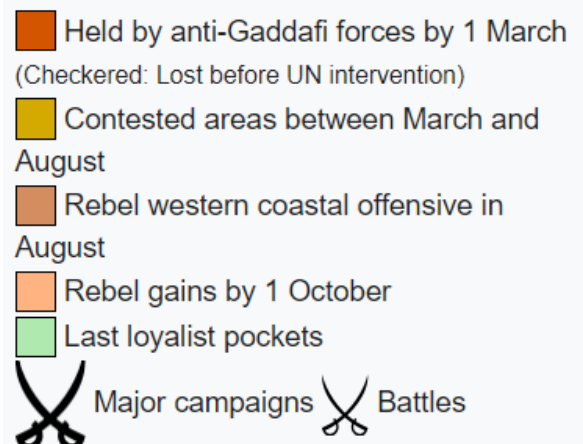 Held by anti-Gaddafi forces by 1 March
(Checkered: Lost before UN intervention)
Contested areas between March and
August
Rebel western coastal offensive in
August
Rebel gains by 1 October
Last loyalist pockets
Major campaigns Battles